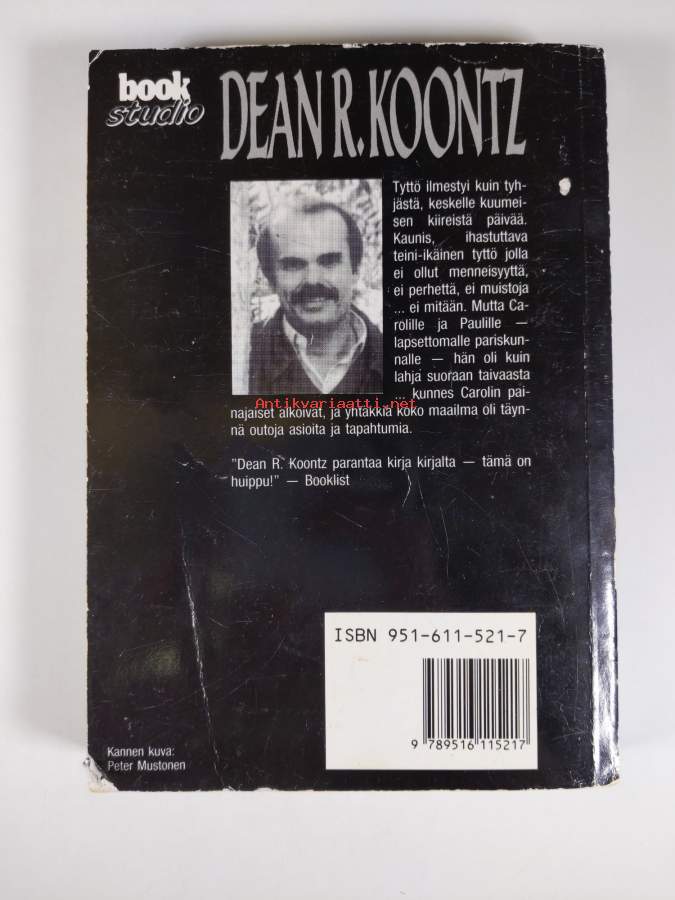 book
studio
DEAN R. KOONTZ
Tyttö ilmestyi kuin tyh-
jästä, keskelle kuumei-
sen kiireistä päivää.
Kaunis, ihastuttava
teini-ikäinen tyttö jolla
ei ollut menneisyyttä,
ei perhettä, ei muistoja
... ei mitään. Mutta Ca-
rolille ja Paulille —
lapsettomalle pariskun-
nalle — hän oli kuin
lahja suoraan taivaasta
... kunnes Carolin pai-
Antikvariaatti.net
najaiset alkoivat, ja yhtäkkiä koko maailma oli täyn-
nä outoja asioita ja tapahtumia.
"Dean R. Koontz parantaa kirja kirjalta — tämä on
huippu!" — Booklist
ISBN 951-611-521-7
9 789516 115217
Kannen kuva:
Peter Mustonen